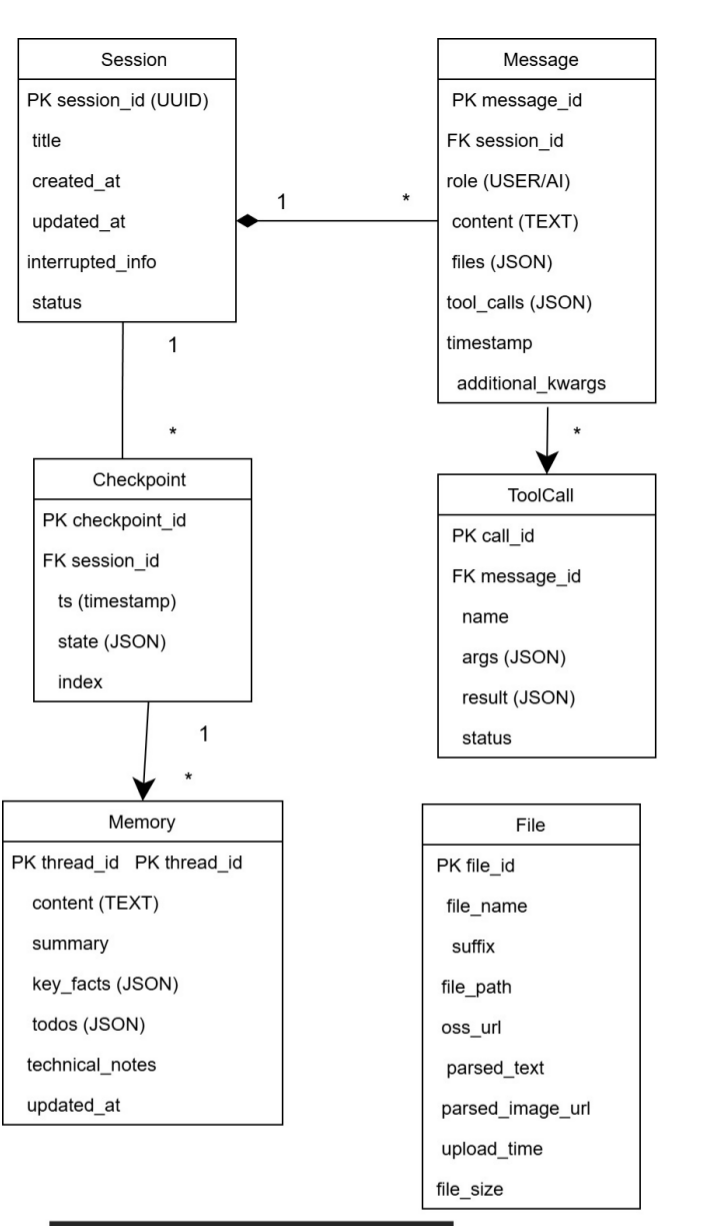 Session
PK session_id (UUID)
title
created_at
updated_at
interrupted_info
status
1
*
Message
PK message_id
FK session_id
role (USER/AI)
content (TEXT)
files (JSON)
tool_calls (JSON)
timestamp
additional_kwargs
1
*
Checkpoint
PK checkpoint_id
FK session_id
ts (timestamp)
state (JSON)
index
*
ToolCall
PK call_id
FK message_id
name
args (JSON)
result (JSON)
status
1
*
Memory
PK thread_id PK thread_id
content (TEXT)
summary
key_facts (JSON)
todos (JSON)
technical_notes
updated_at
File
PK file_id
file_name
suffix
file_path
oss_url
parsed_text
parsed_image_url
upload_time
file_size